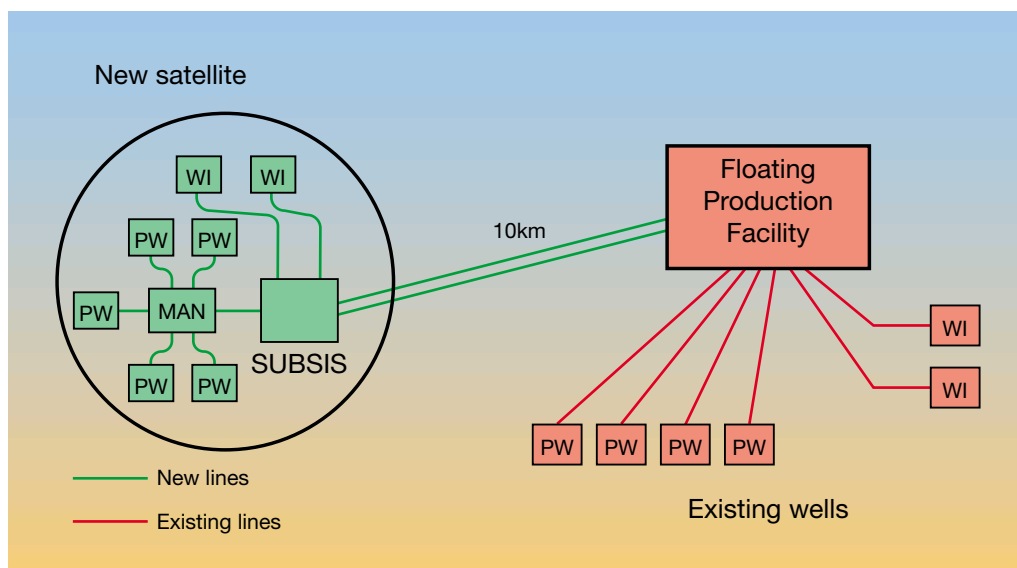 New satellite
WI
WI
PW
PW
PW
MAN
PW
PW
SUBSIS
10km
Floating
Production
Facility
WI
WI
PW
PW
PW
PW
Existing wells
New lines
Existing lines